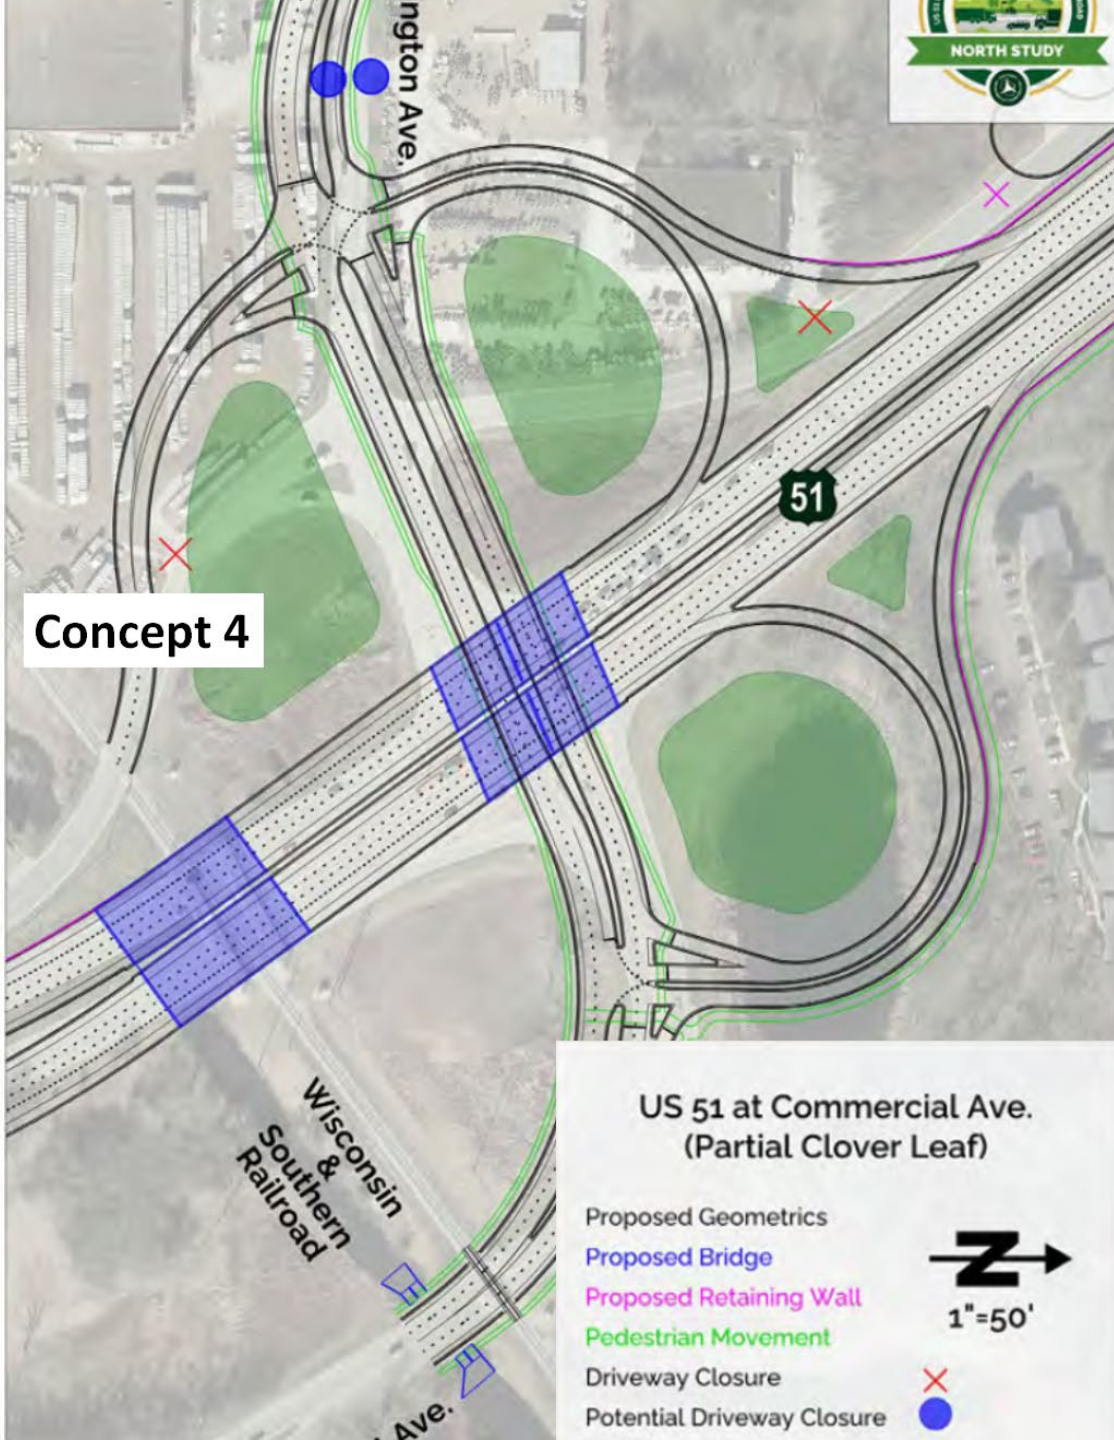 NORTH STUDY
ngton Ave.
51
Concept 4
Wisconsin
&
Southern
Railroad
Ave.
US 51 at Commercial Ave.
(Partial Clover Leaf)
Proposed Geometrics
Proposed Bridge
Proposed Retaining Wall
Pedestrian Movement
Driveway Closure
Potential Driveway Closure
N
1"=50'